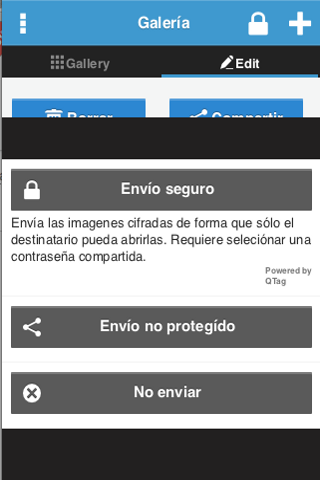 Galería
Gallery
Edit
Borrar
Compartir
Envío seguro
Envía las imagenes cifradas de forma que sólo el
destinatario pueda abrirlas. Requiere seleciónar una
contraseña compartida.
Powered by
QTag
Envío no protegído
No enviar